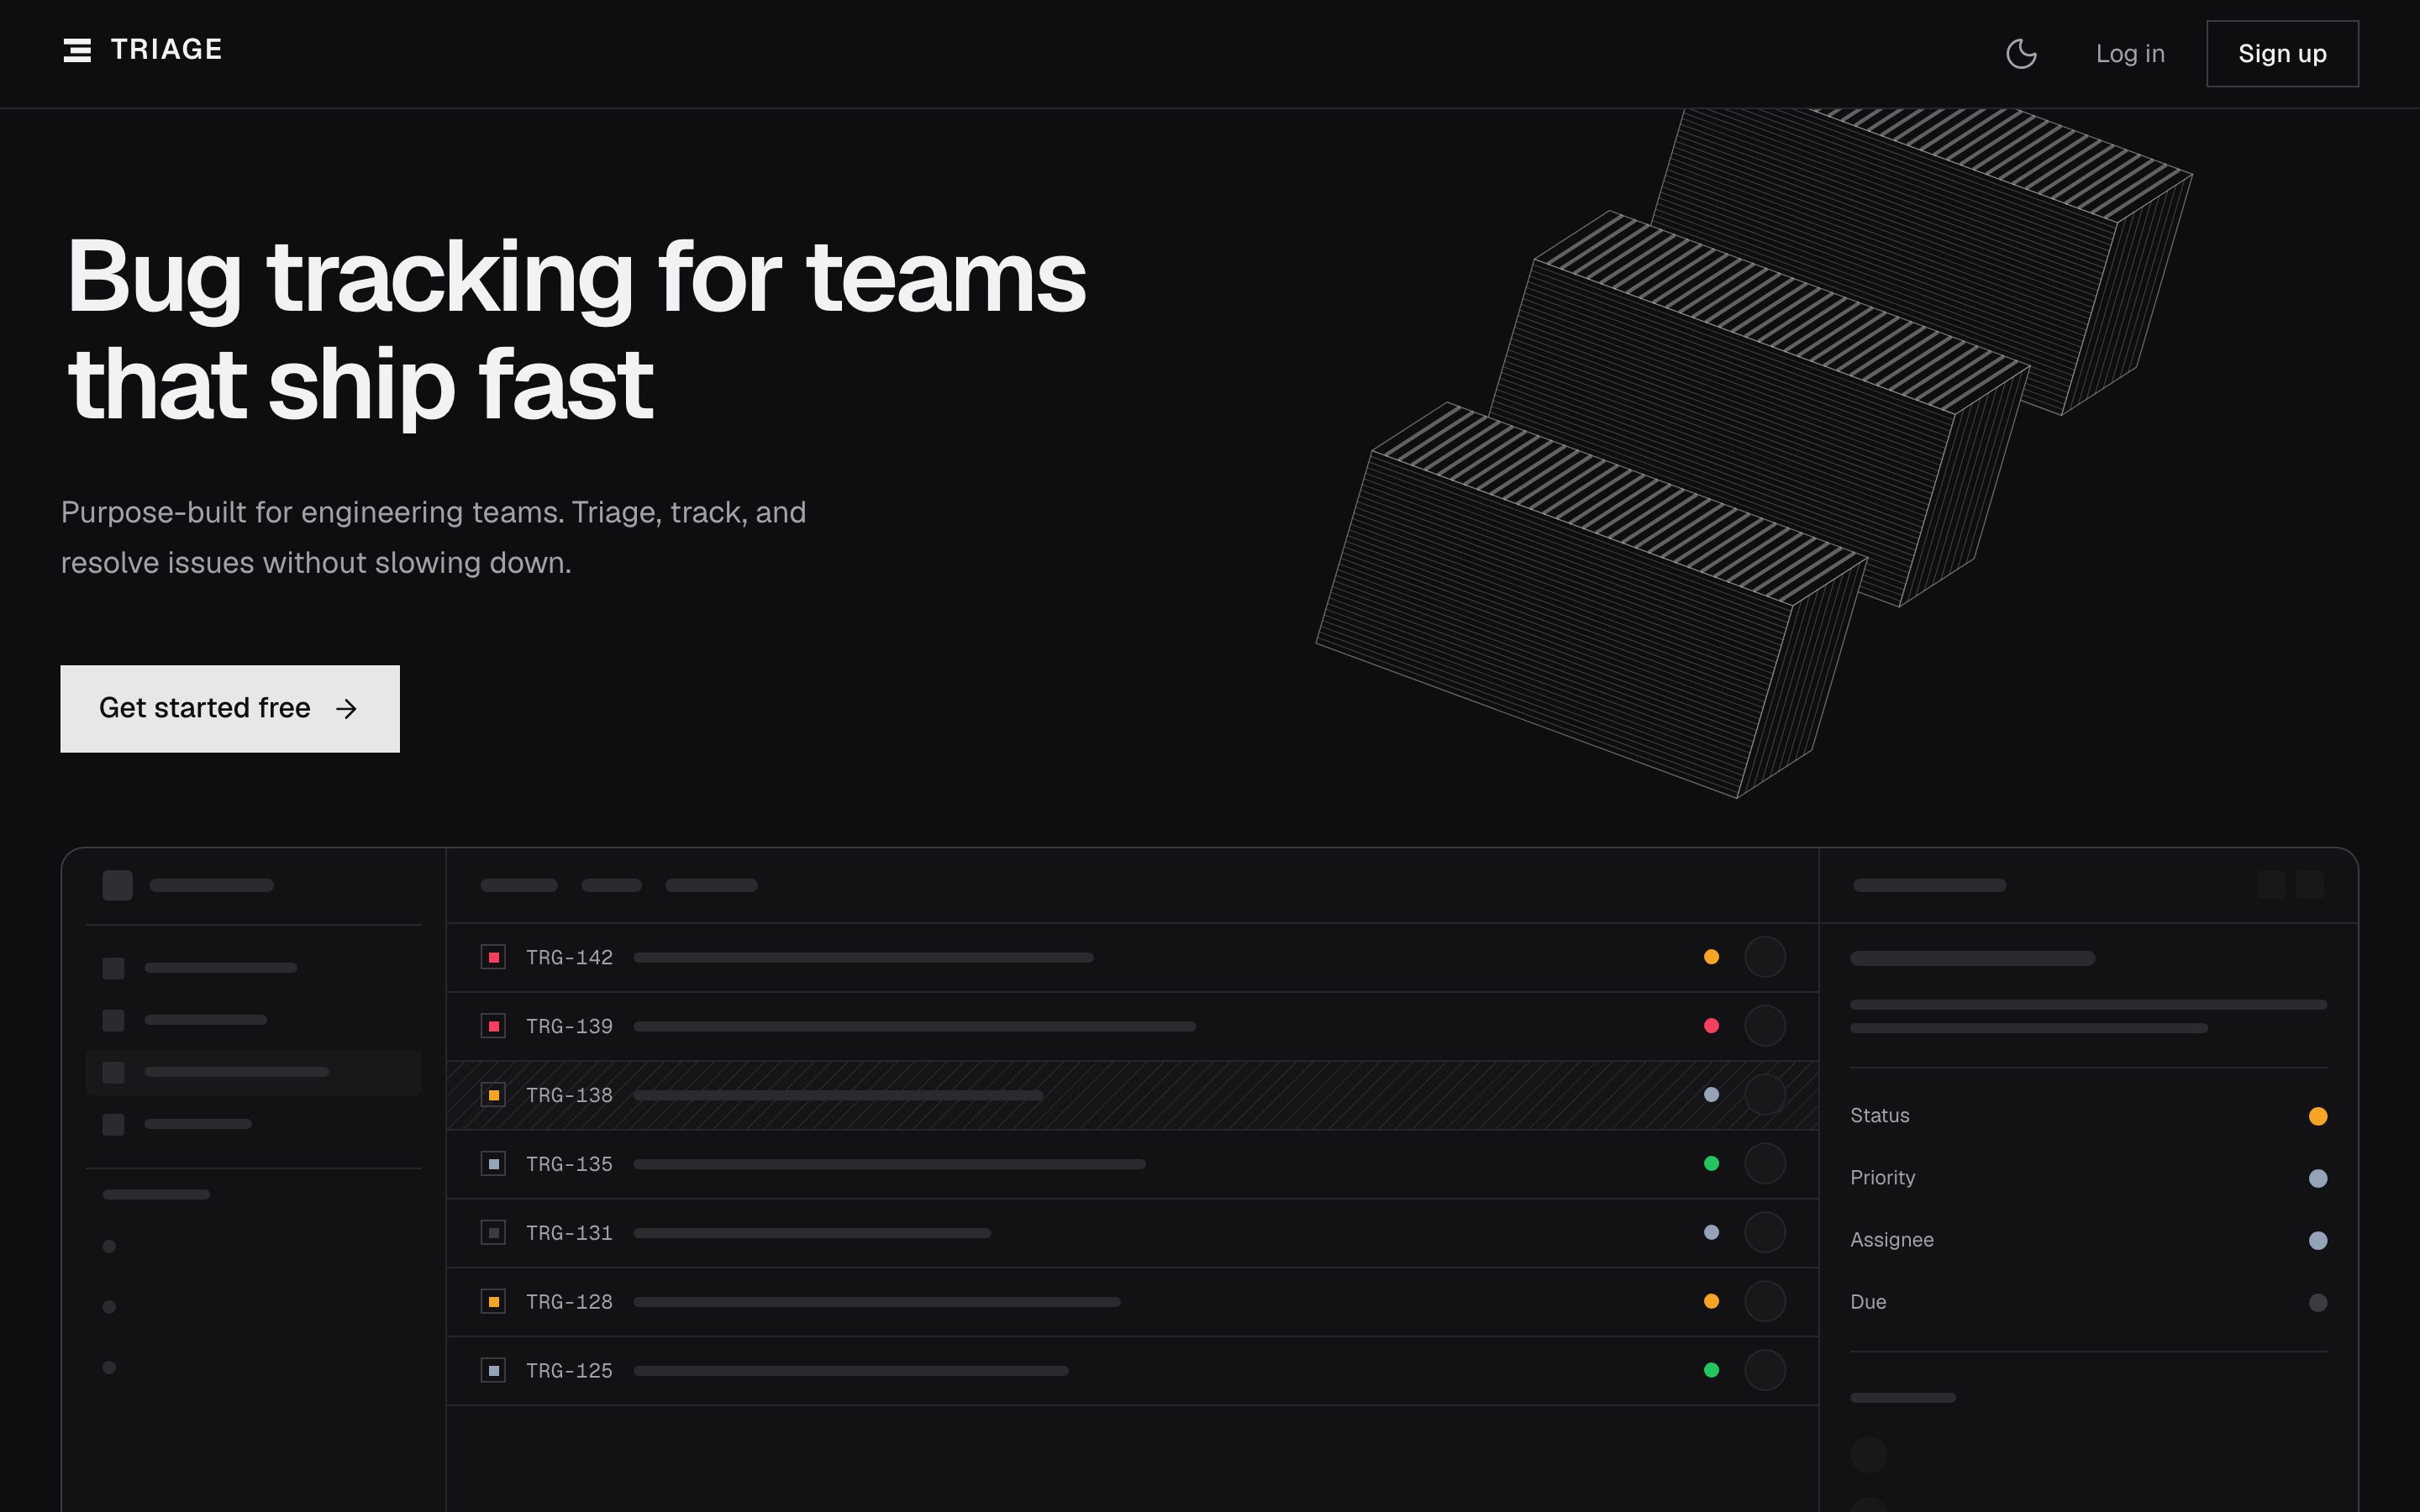 TRIAGE
Log in
Sign up
Bug tracking for teams
that ship fast
Purpose-built for engineering teams. Triage, track, and
resolve issues without slowing down.
Get started free
TRG-142
TRG-139
TRG-138
TRG-135
TRG-131
TRG-128
TRG-125
Status
Priority
Assignee
Due